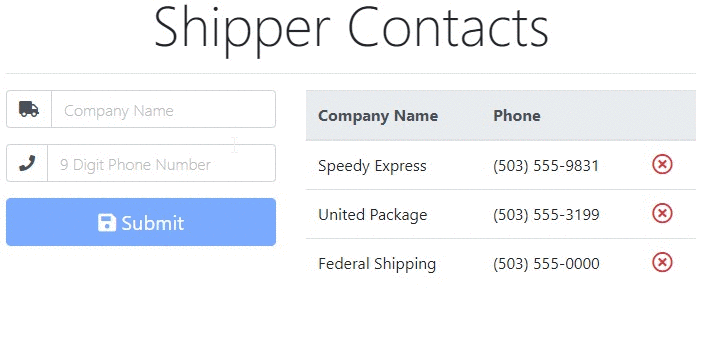 Shipper Contacts
Company Name
9 Digit Phone Number
Submit
Company Name Phone
Speedy Express (503) 555-9831
United Package (503) 555-3199
Federal Shipping (503) 555-0000